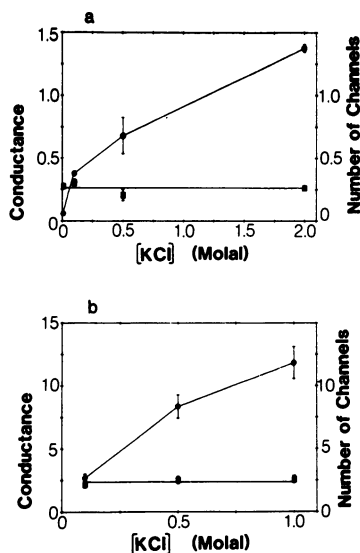 a
1.5
1.0
0.5
0
Conductance
1.0
0.5
0
Number of Channels
0 0.5 1.0 1.5 2.0
[KCl] (Molal)
b
15
10
5
0
Conductance
10
5
0
Number of Channels
0 0.5 1.0
[KCl] (Molal)